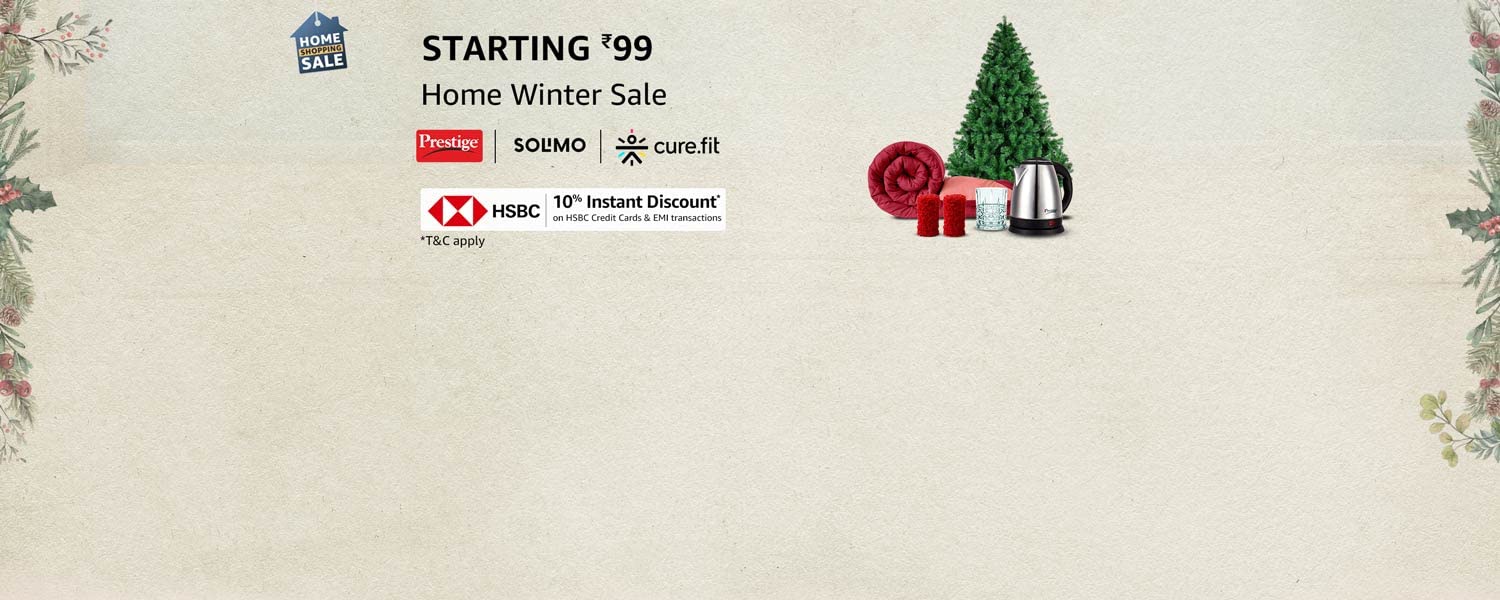 HOME
SHOPPING
SALE
STARTING ₹99
Home Winter Sale
Prestige
SOLIMO
cure.fit
HSBC
10% Instant Discount*
on HSBC Credit Cards & EMI transactions
*T&C apply
Prestige